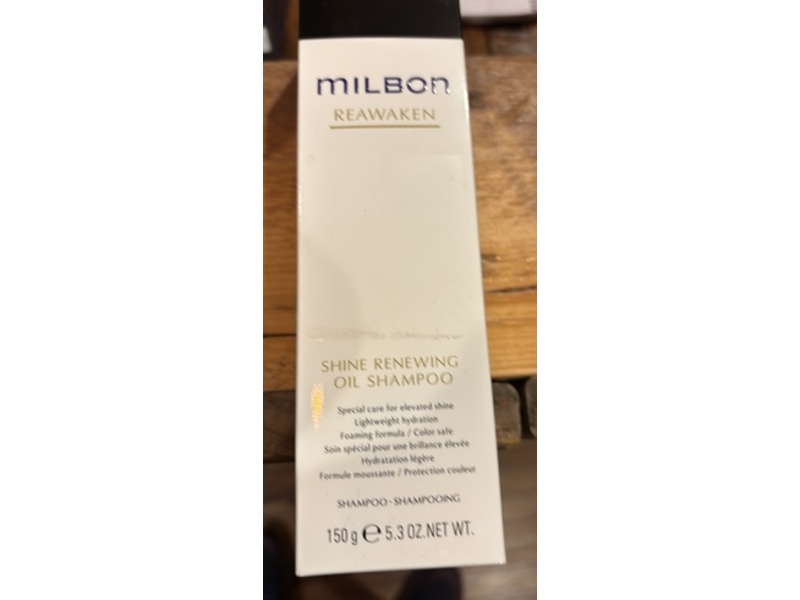 MILBON
REAWAKEN
SHINE RENEWING
OIL SHAMPOO
Special care for elevated shine
Lightweight hydration
Foaming formula / Color safe
Soin spécial pour une brillance élevée
Hydratation légère
Formule moussante / Protection couleur
SHAMPOO-SHAMPOOING
150 g ℮ 5.3 OZ.NET WT.